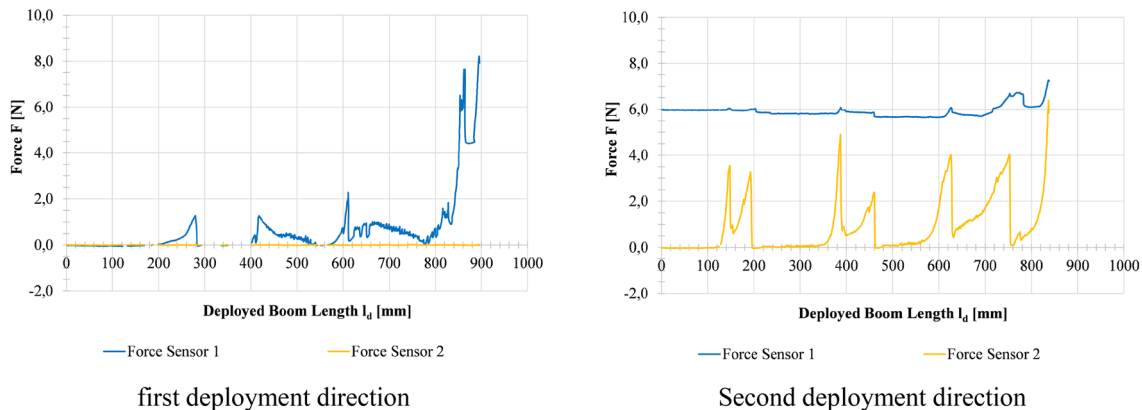 10,0
8,0
6,0
4,0
2,0
0,0
-2,0
Force F [N]
0 100 200 300 400 500 600 700 800 900 1000
Deployed Boom Length l_d [mm]
Force Sensor 1 Force Sensor 2
first deployment direction
10,0
8,0
6,0
4,0
2,0
0,0
-2,0
Force F [N]
0 100 200 300 400 500 600 700 800 900 1000
Deployed Boom Length l_d [mm]
Force Sensor 1 Force Sensor 2
Second deployment direction